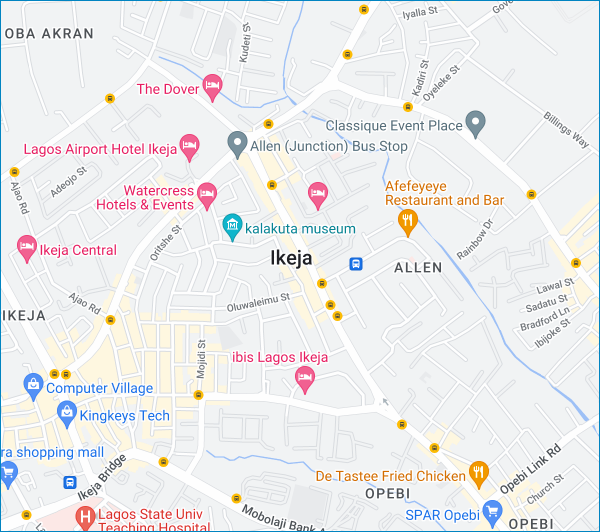 Iyalla St
Gove
OBA AKRAN
Kudeti St
Kadiri St
Oyeleke St
The Dover
Billings Way
Classique Event Place
Lagos Airport Hotel Ikeja
Allen (Junction) Bus Stop
Adeojo St
Ajao Rd
Watercress
Hotels & Events
Afefeyeye
Restaurant and Bar
kalakuta museum
Oritshe St
Rainbow Dr
Ikeja Central
Ikeja
ALLEN
Lawal St
Sadatu St
Bradford Ln
Ibijoke St
Ajao Rd
Oluwaleimu St
IKEJA
Mojidi St
ibis Lagos Ikeja
Computer Village
Kingkeys Tech
ra shopping mall
Ikeja Bridge
De Tastee Fried Chicken
Opebi Link Rd
Church St
OPEBI
Lagos State Univ
Teaching Hospital
Mobolaji Bank A
SPAR Opebi
OPEBI